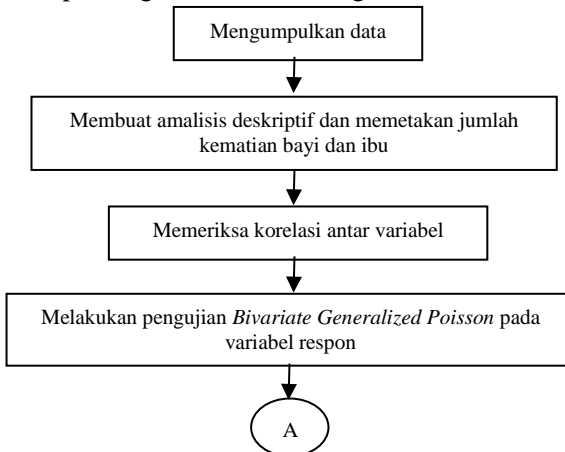 Mengumpulkan data
Membuat amalisis deskriptif dan memetakan jumlah
kematian bayi dan ibu
Memeriksa korelasi antar variabel
Melakukan pengujian Bivariate Generalized Poisson pada
variabel respon
A